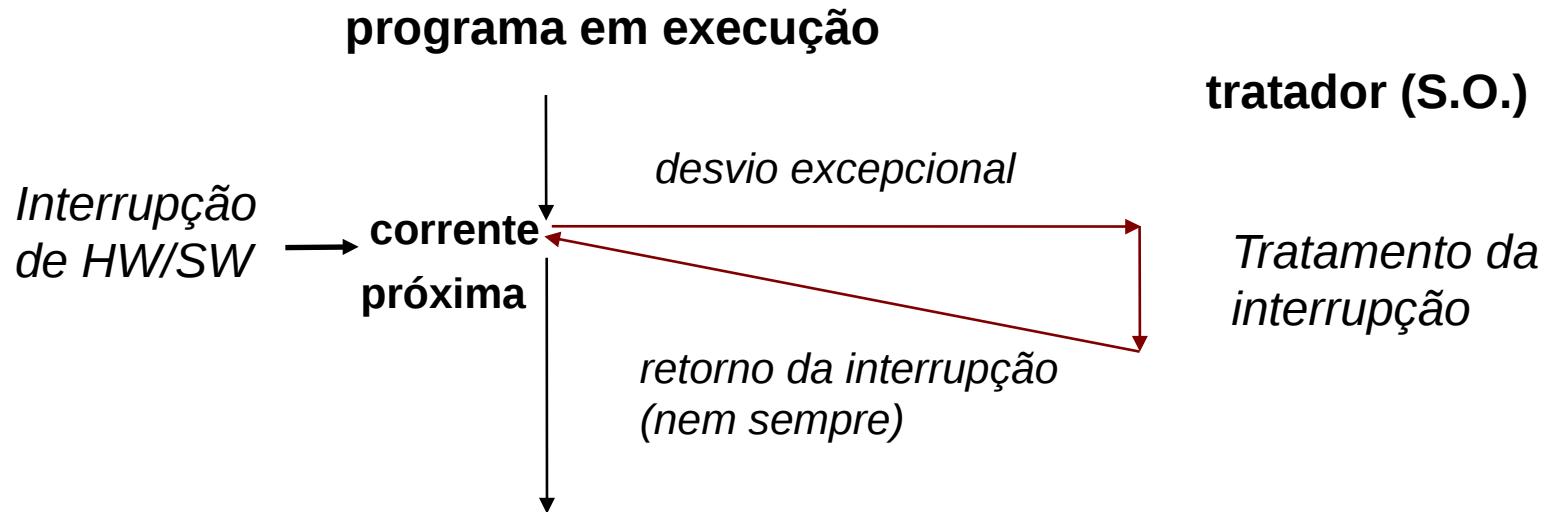 programa em execução
tratador (S.O.)
desvio excepcional
Interrupção
de HW/SW
corrente
próxima
Tratamento da
interrupção
retorno da interrupção
(nem sempre)